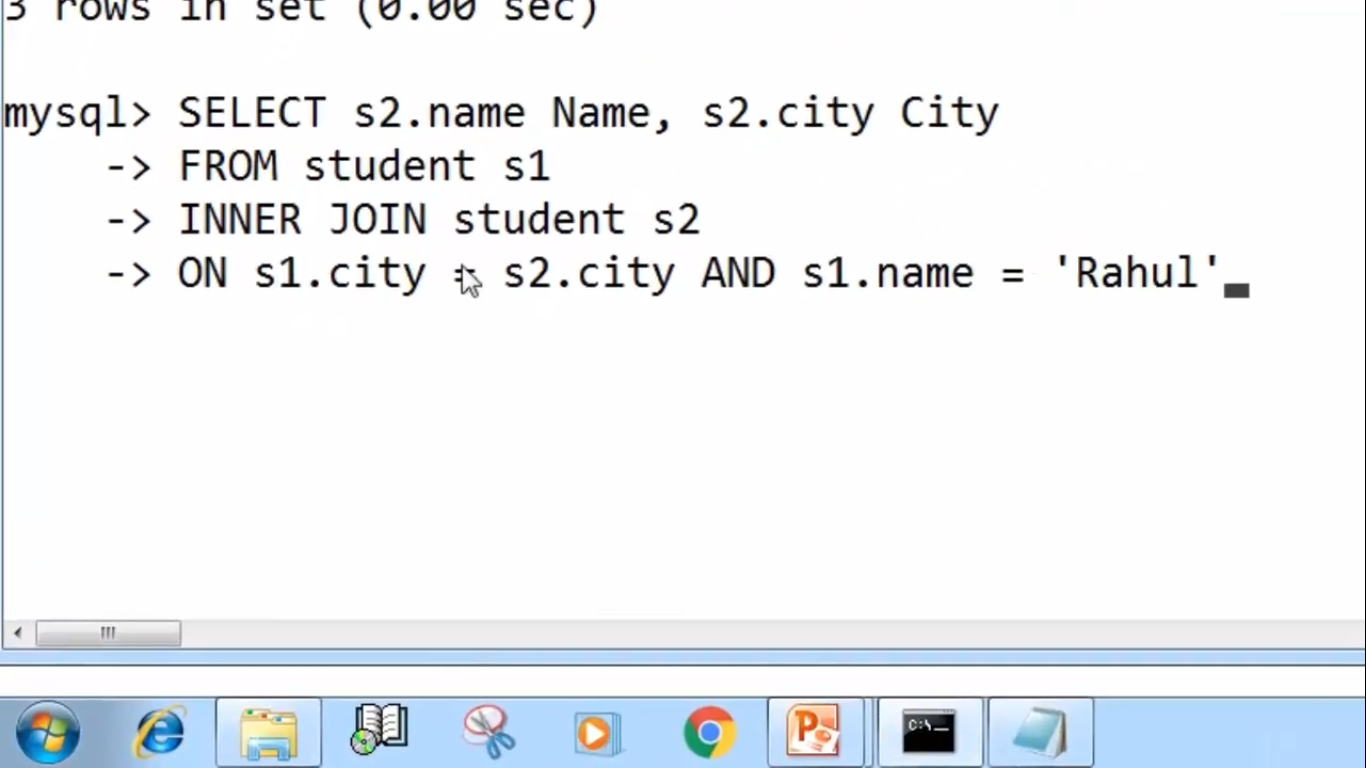 3 rows in set (0.00 sec)
mysql> SELECT s2.name Name, s2.city City
-> FROM student s1
-> INNER JOIN student s2
-> ON s1.city = s2.city AND s1.name = 'Rahul'
C:\_